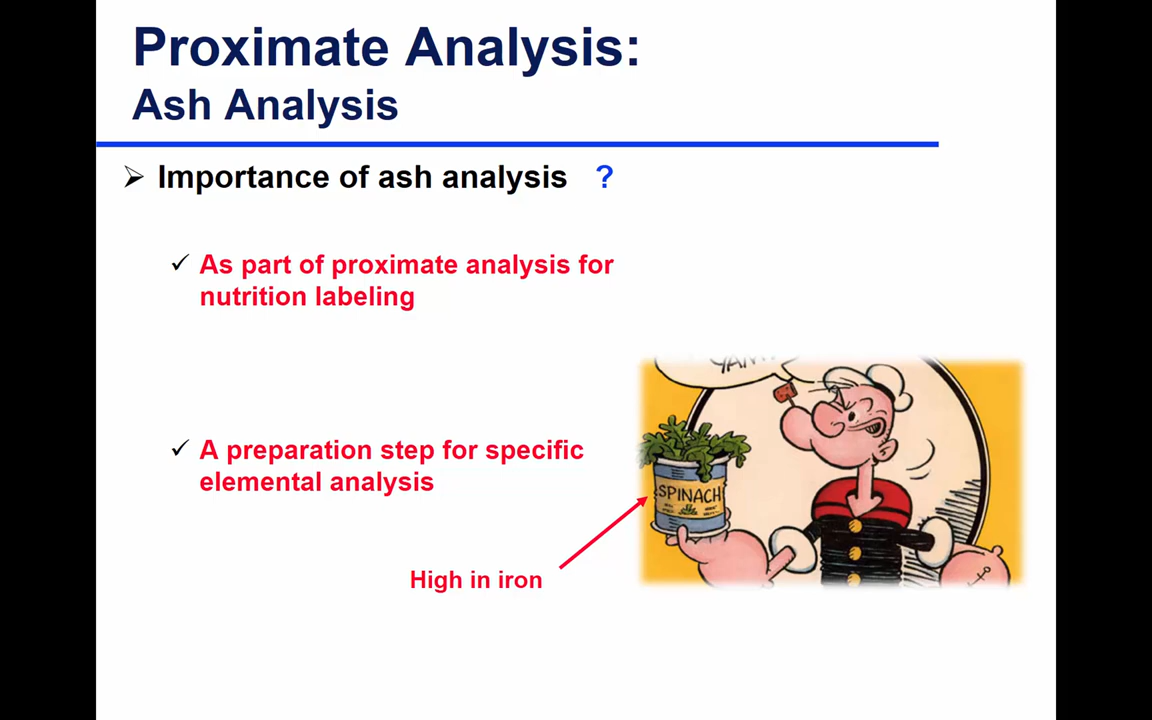 Proximate Analysis:
Ash Analysis
Importance of ash analysis ?
As part of proximate analysis for
nutrition labeling
A preparation step for specific
elemental analysis
SPINACH
High in iron